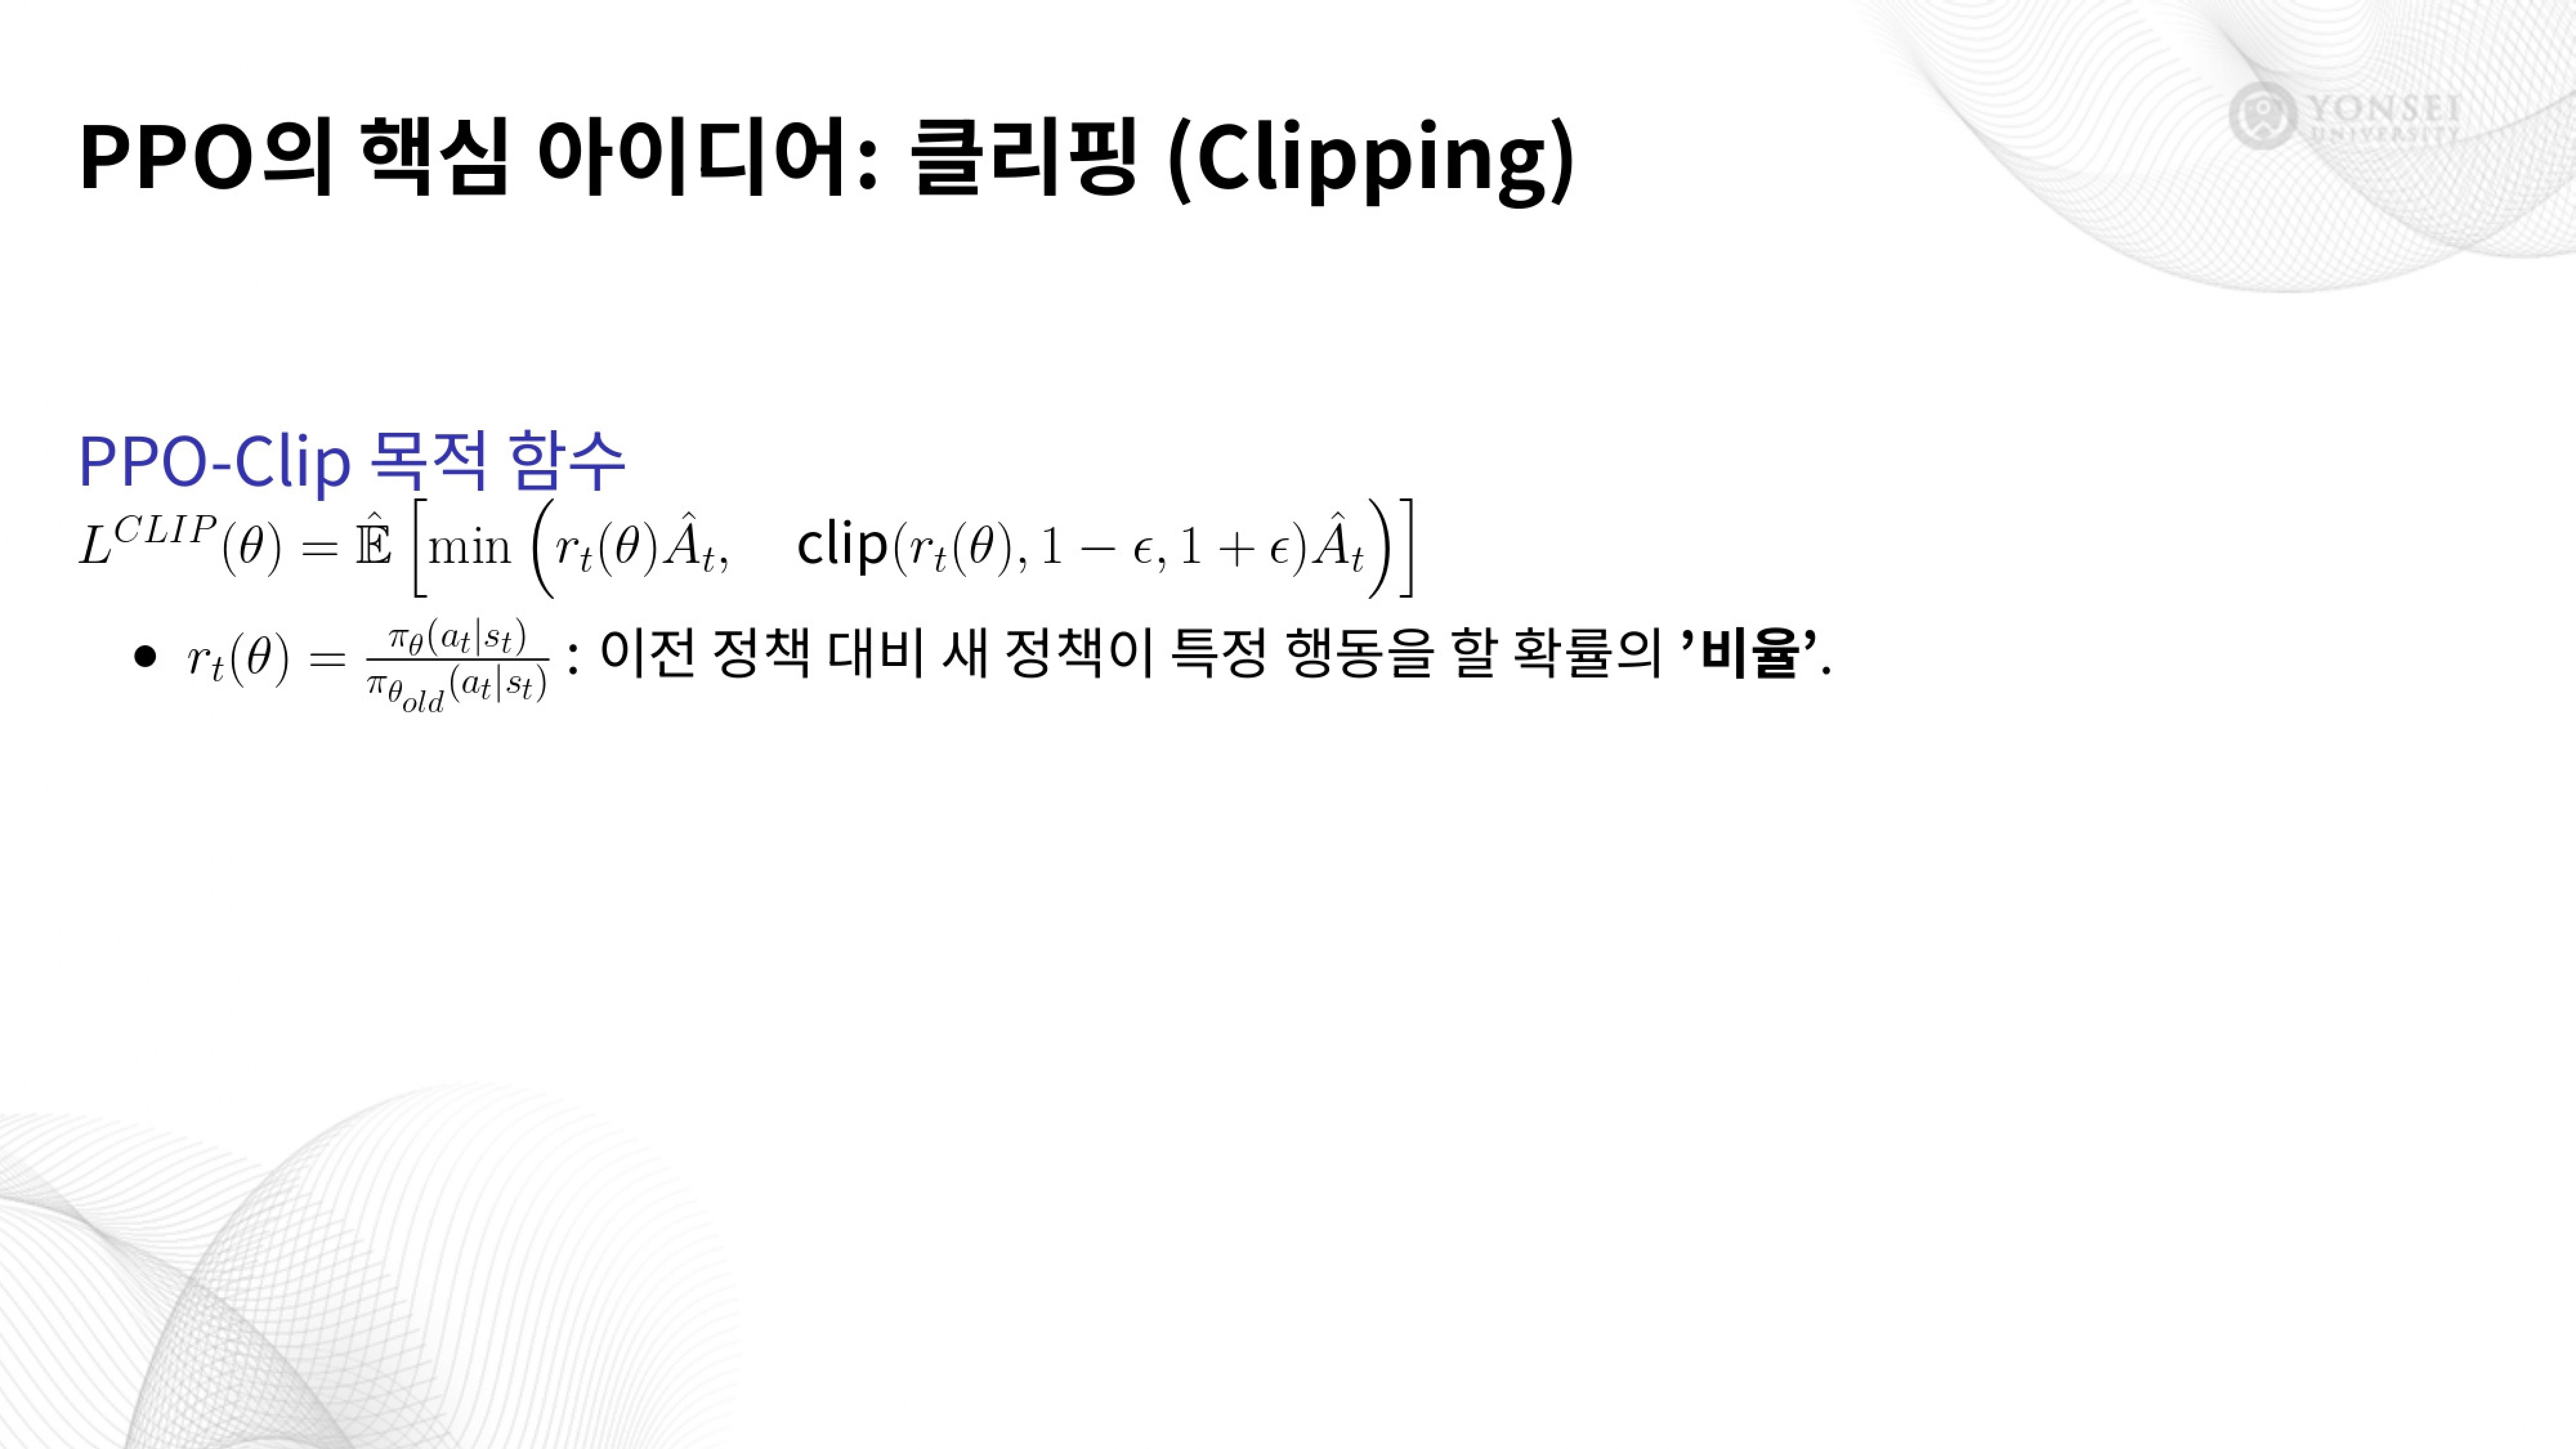 PPO의 핵심 아이디어: 클리핑 (Clipping)
YONSEI
UNIVERSITY
PPO-Clip 목적 함수
$L^{CLIP}(\theta) = \hat{\mathbb{E}} \left[ \min \left( r_t(\theta)\hat{A}_t, \quad \text{clip}(r_t(\theta), 1-\epsilon, 1+\epsilon)\hat{A}_t \right) \right]$
• $r_t(\theta) = \frac{\pi_\theta(a_t|s_t)}{\pi_{\theta_{old}}(a_t|s_t)}$ : 이전 정책 대비 새 정책이 특정 행동을 할 확률의 ’비율’.